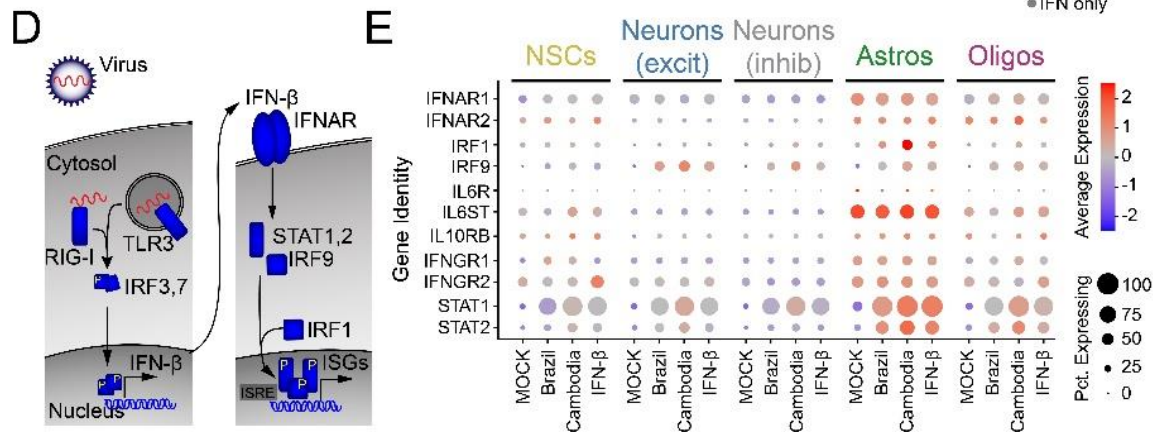 D
Virus
Cytosol
RIG-I
TLR3
P
IRF3,7
IFN-β
P P
Nucleus
IFN-β
IFNAR
STAT1,2
IRF9
IRF1
ISGs
P P P
ISRE
E
IFN only
NSCs
Neurons
(excit)
Neurons
(inhib)
Astros
Oligos
Gene Identity
IFNAR1
IFNAR2
IRF1
IRF9
IL6R
IL6ST
IL10RB
IFNGR1
IFNGR2
STAT1
STAT2
MOCK
Brazil
Cambodia
IFN-β
MOCK
Brazil
Cambodia
IFN-β
MOCK
Brazil
Cambodia
IFN-β
MOCK
Brazil
Cambodia
IFN-β
MOCK
Brazil
Cambodia
IFN-β
Average Expression
2
1
0
-1
-2
Pct. Expressing
100
75
50
25
0